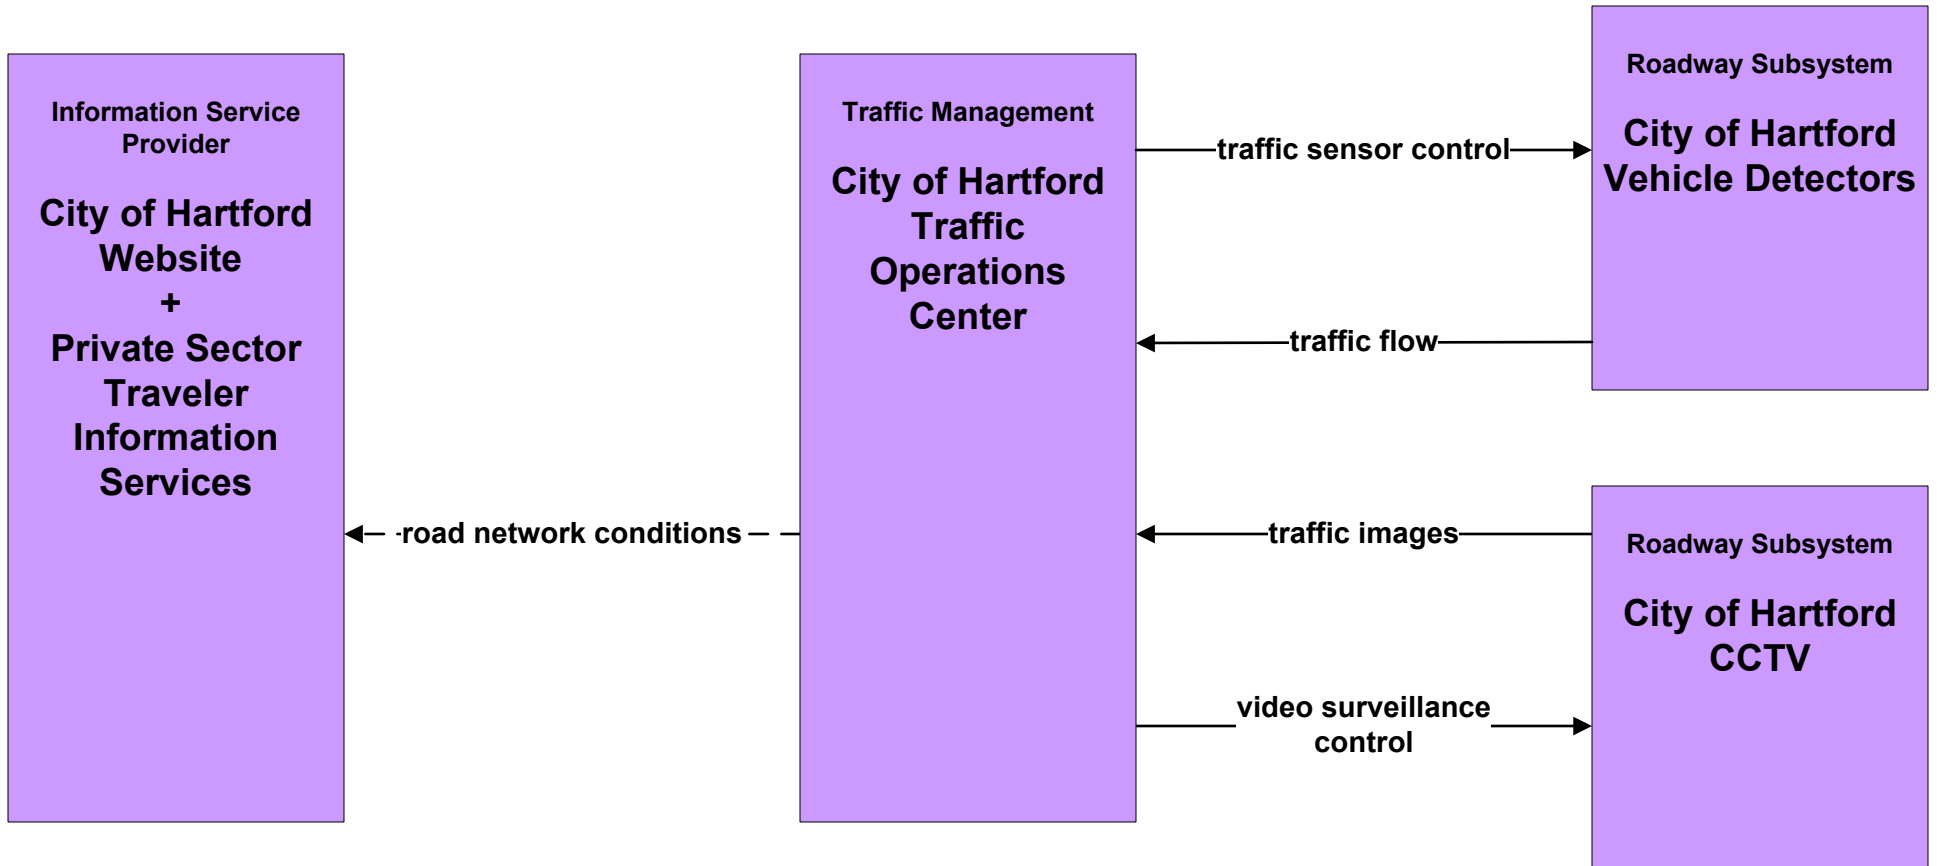 Information Service
Provider
City of Hartford
Website
+
Private Sector
Traveler
Information
Services
road network conditions
Traffic Management
City of Hartford
Traffic
Operations
Center
traffic sensor control
traffic flow
traffic images
video surveillance
control
Roadway Subsystem
City of Hartford
Vehicle Detectors
Roadway Subsystem
City of Hartford
CCTV